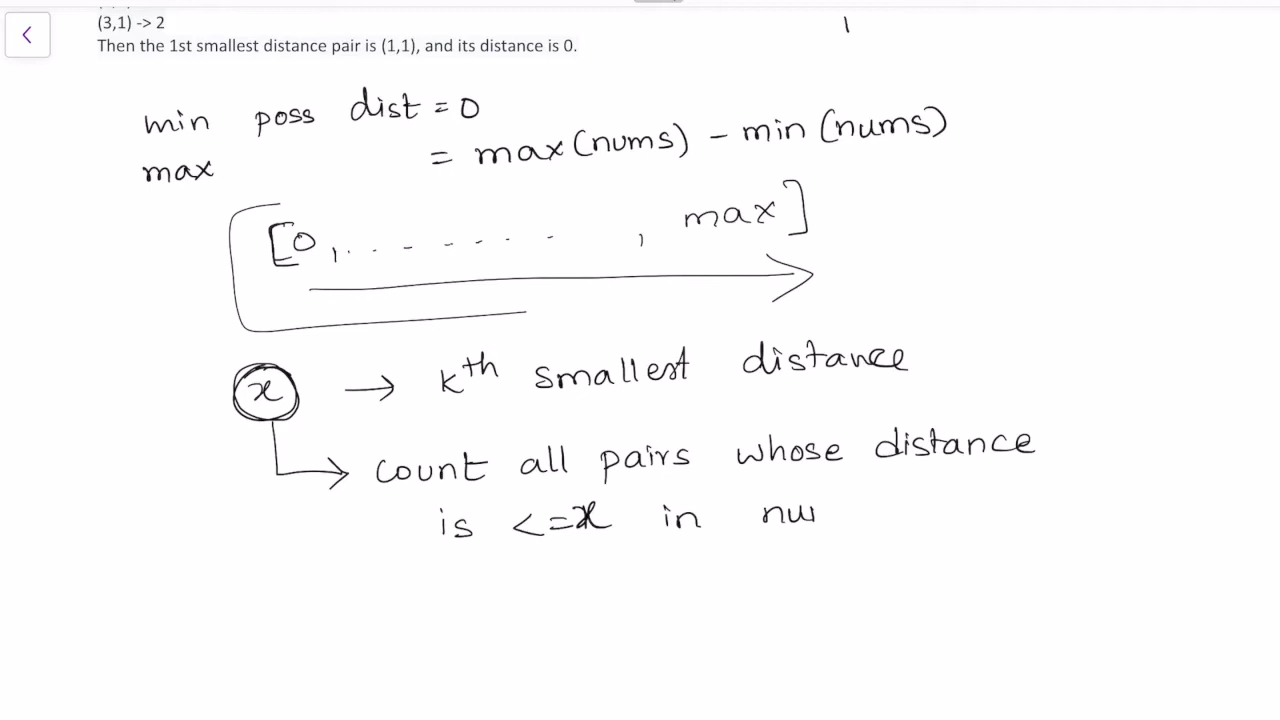 (3,1) -> 2
Then the 1st smallest distance pair is (1,1), and its distance is 0.
min poss dist = 0
max = max(nums) - min(nums)
[0, . . . . . . . . , max]
x → kth smallest distance
count all pairs whose distance
is <=x in nu